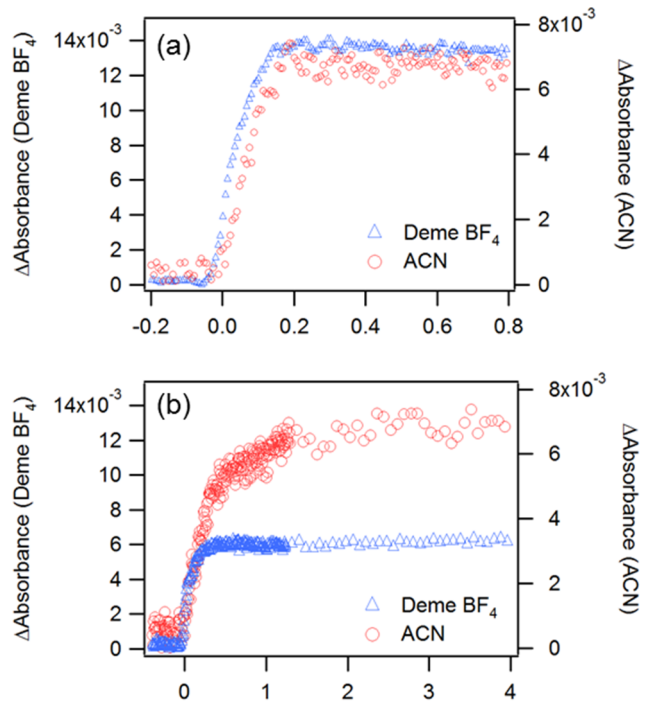 (a)
ΔAbsorbance (Deme BF₄)
14x10⁻³
12
10
8
6
4
2
0
8x10⁻³
6
4
2
0
ΔAbsorbance (ACN)
Deme BF₄
ACN
-0.2 0.0 0.2 0.4 0.6 0.8
(b)
ΔAbsorbance (Deme BF₄)
14x10⁻³
12
10
8
6
4
2
0
8x10⁻³
6
4
2
0
ΔAbsorbance (ACN)
Deme BF₄
ACN
0 1 2 3 4